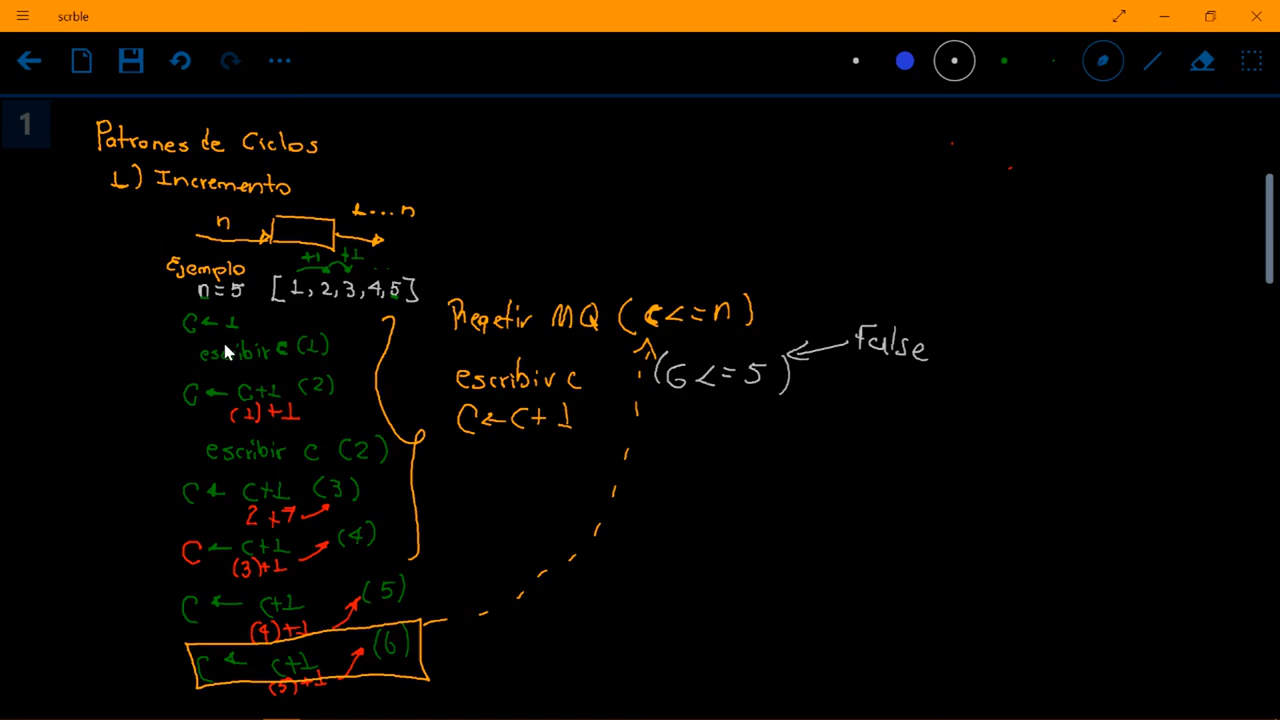 scrble
1
Patrones de Ciclos
1) Incremento
n
1...n
+1 +1 ..
Ejemplo
n=5 [1, 2, 3, 4, 5]
C ← 1
escribir c (1)
C ← C+1 (2)
(1)+1
escribir c (2)
C ← C+1 (3)
2+7
C ← C+1 (4)
(3)+1
C ← C+1 (5)
(4)+1
C ← C+1 (6)
(5)+1
Repetir MQ (c<=n)
(6<=5) ← False
escribir c
C ← C+1